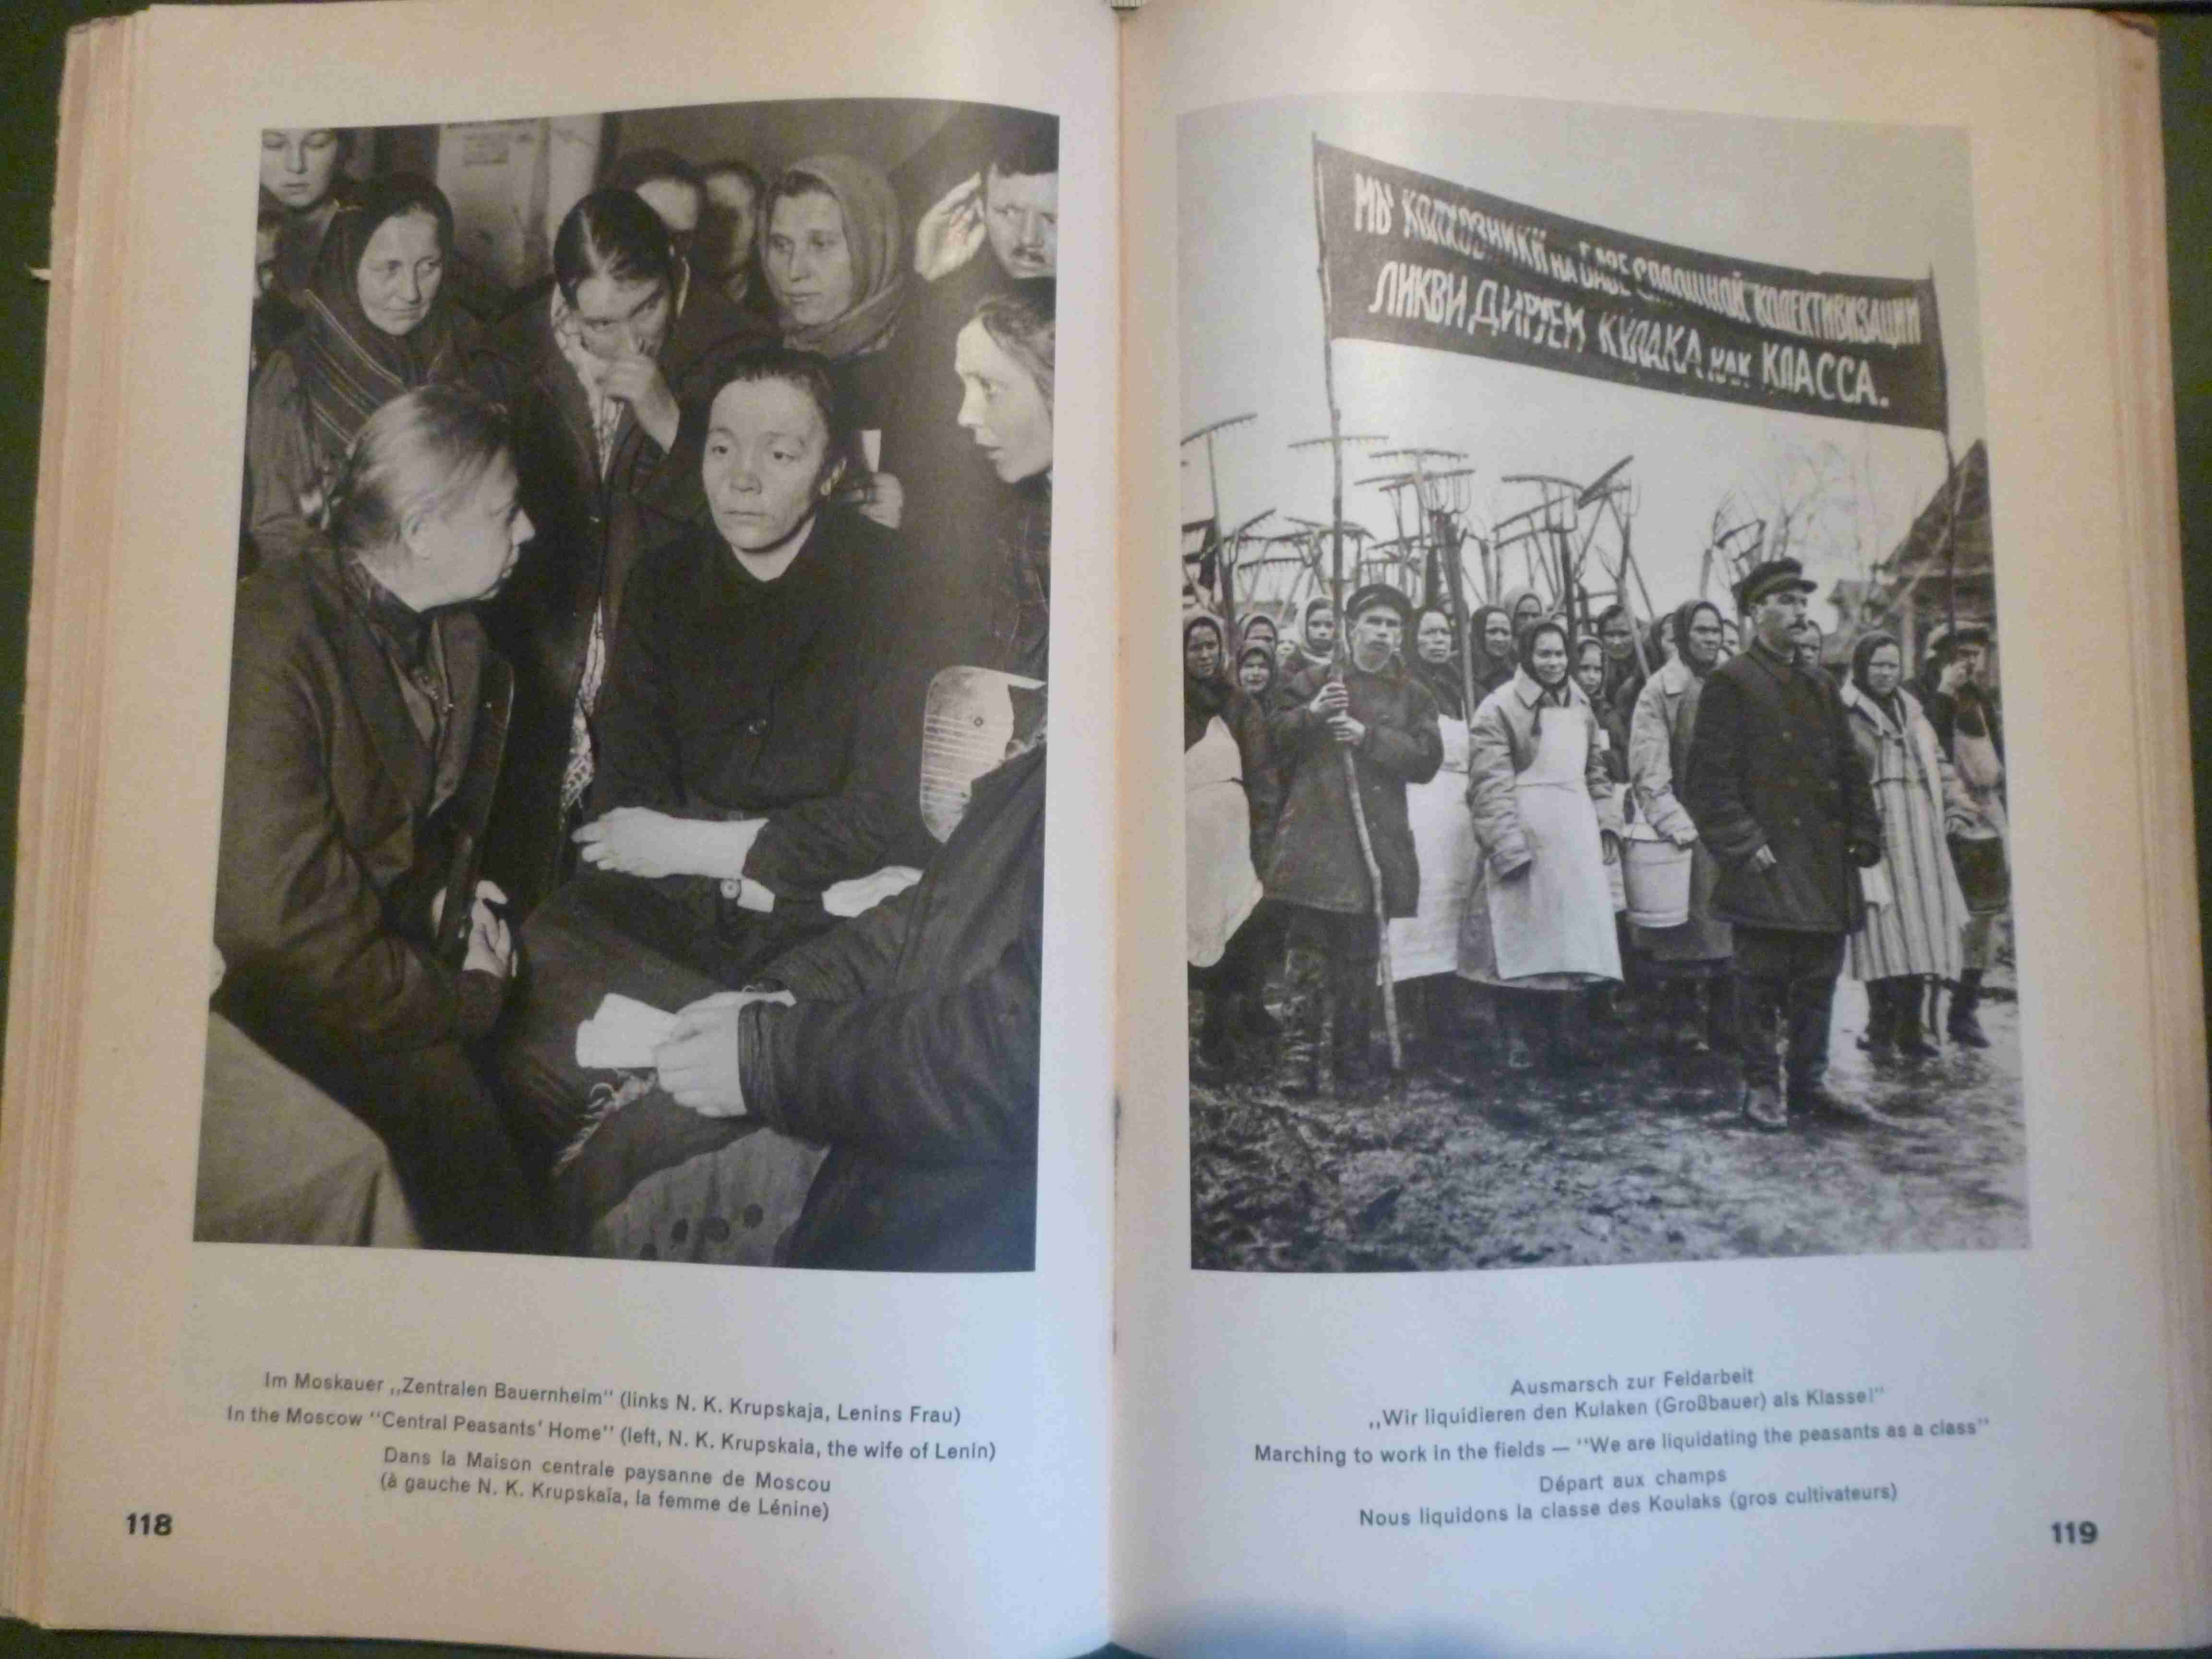 Im Moskauer „Zentralen Bauernheim“ (links N. K. Krupskaja, Lenins Frau)
In the Moscow “Central Peasants' Home” (left, N. K. Krupskaia, the wife of Lenin)
Dans la Maison centrale paysanne de Moscou
(à gauche N. K. Krupskaïa, la femme de Lénine)
118
МЫ КОЛХОЗНИКИ НА БАЗЕ СПЛОШНОЙ КОЛЕКТИВИЗАЦИИ
ЛИКВИДИРУЕМ КУЛАКА КАК КЛАССА.
Ausmarsch zur Feldarbeit
„Wir liquidieren den Kulaken (Großbauer) als Klasse!“
Marching to work in the fields — “We are liquidating the peasants as a class”
Départ aux champs
Nous liquidons la classe des Koulaks (gros cultivateurs)
119